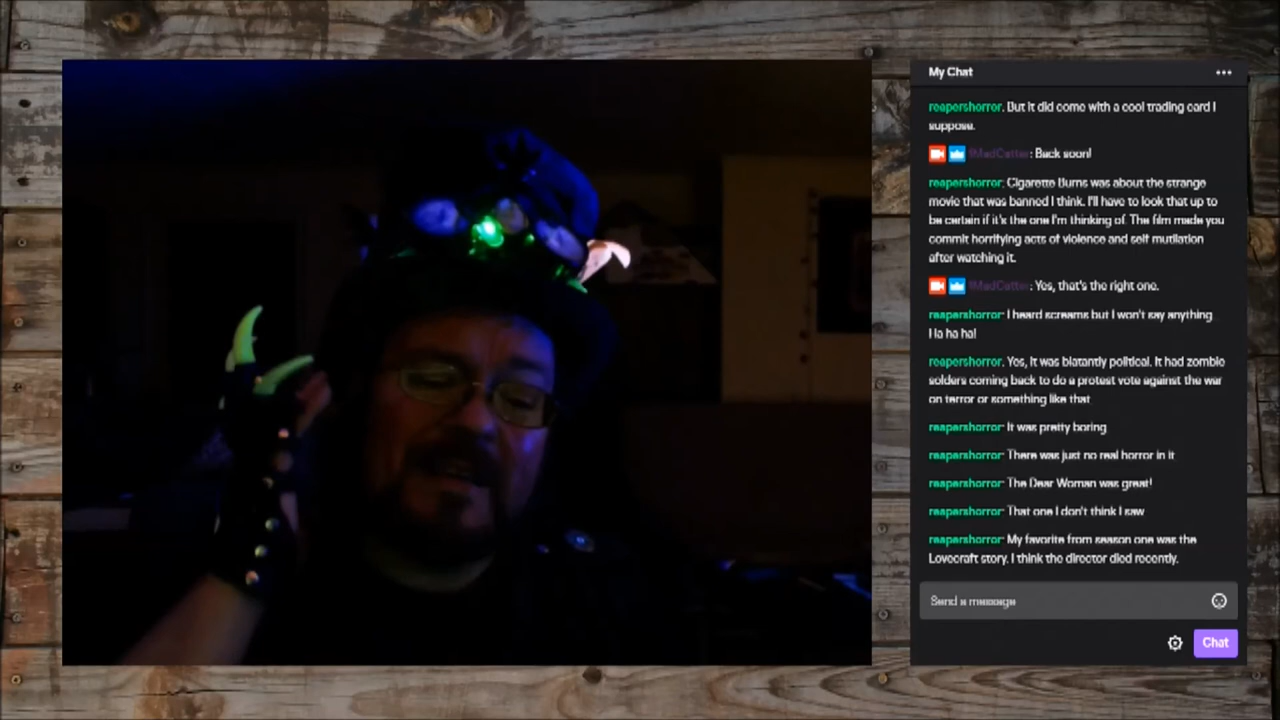 My Chat
reapershorror: But it did come with a cool trading card I
suppose.
1MadCatter: Back soon!
reapershorror: Cigarette Burns was about the strange
movie that was banned I think. I'll have to look that up to
be certain if it's the one I'm thinking of. The film made you
commit horrifying acts of violence and self mutilation
after watching it.
1MadCatter: Yes, that's the right one.
reapershorror: I heard screams but I won't say anything
Ha ha ha!
reapershorror: Yes, it was blatantly political. It had zombie
solders coming back to do a protest vote against the war
on terror or something like that
reapershorror: It was pretty boring
reapershorror: There was just no real horror in it
reapershorror: The Dear Woman was great!
reapershorror: That one I don't think I saw
reapershorror: My favorite from season one was the
Lovecraft story. I think the director died recently.
Send a message
Chat